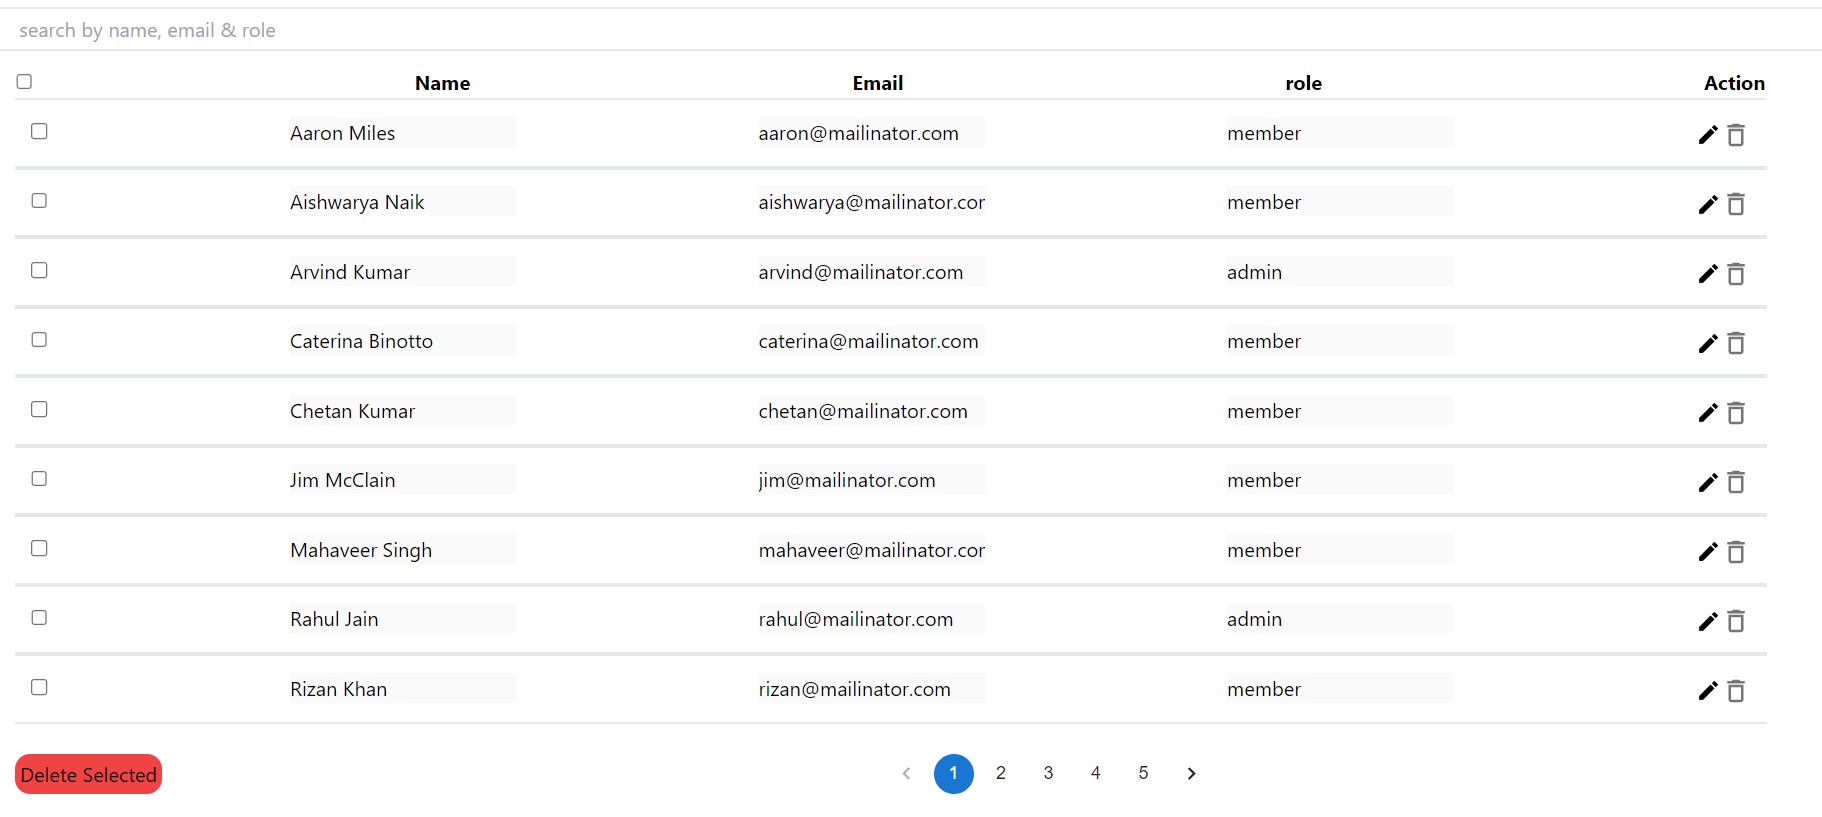 search by name, email & role
Name Email role Action
Aaron Miles aaron@mailinator.com member
Aishwarya Naik aishwarya@mailinator.cor member
Arvind Kumar arvind@mailinator.com admin
Caterina Binotto caterina@mailinator.com member
Chetan Kumar chetan@mailinator.com member
Jim McClain jim@mailinator.com member
Mahaveer Singh mahaveer@mailinator.cor member
Rahul Jain rahul@mailinator.com admin
Rizan Khan rizan@mailinator.com member
Delete Selected 1 2 3 4 5